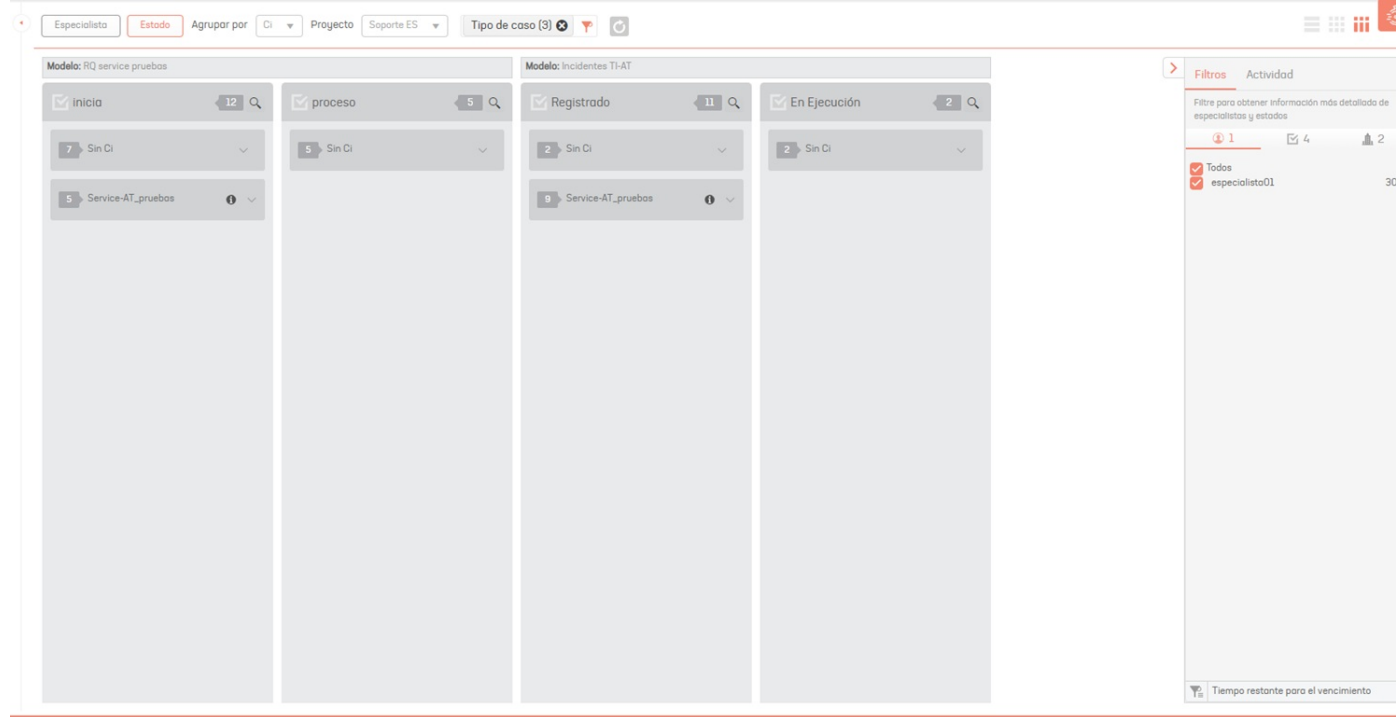 Especialista Estado Agrupar por Ci Proyecto Soporte ES Tipo de caso (3)
Modelo: RQ service pruebas
Modelo: Incidentes TI-AT
inicia 12
proceso 5
Registrado 11
En Ejecución 2
7 Sin Ci
5 Sin Ci
2 Sin Ci
2 Sin Ci
5 Service-AT_pruebas
9 Service-AT_pruebas
Filtros Actividad
Filtre para obtener información más detallada de
especialistas y estados
1 4 2
Todos
especialista01 30
Tiempo restante para el vencimiento